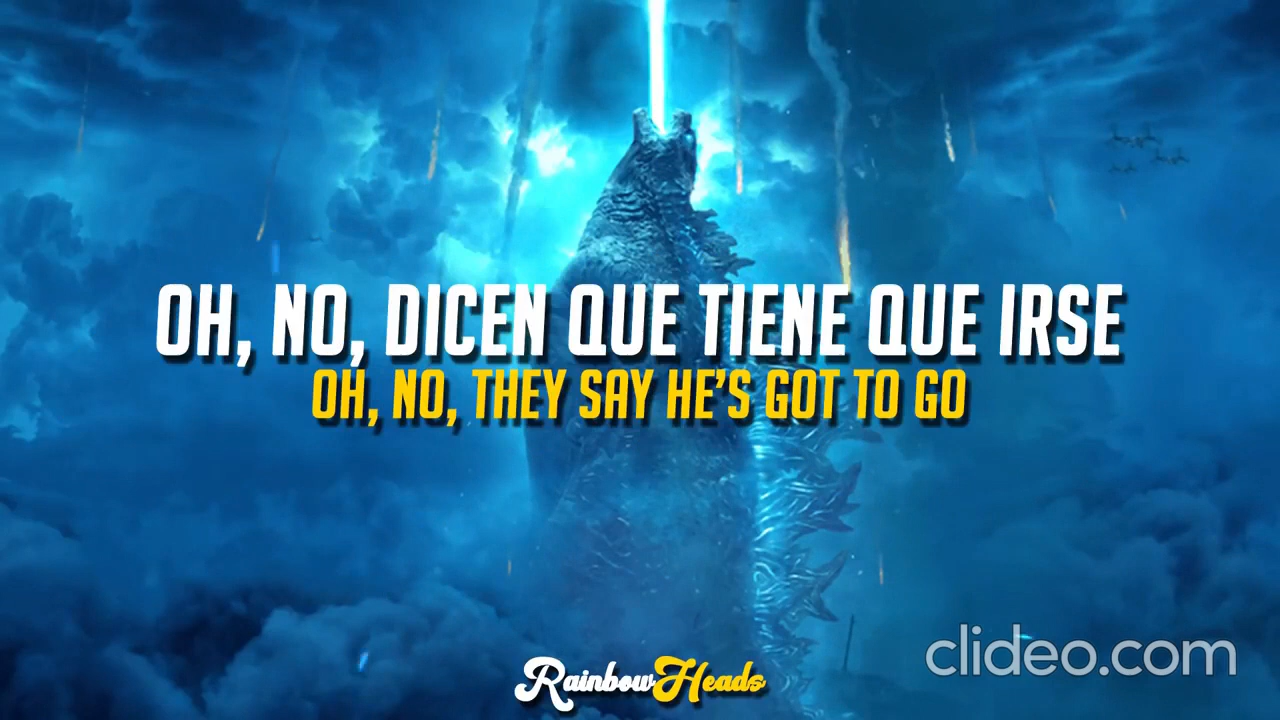 OH, NO, DICEN QUE TIENE QUE IRSE
OH, NO, THEY SAY HE'S GOT TO GO
clideo.com
RainbowHeads